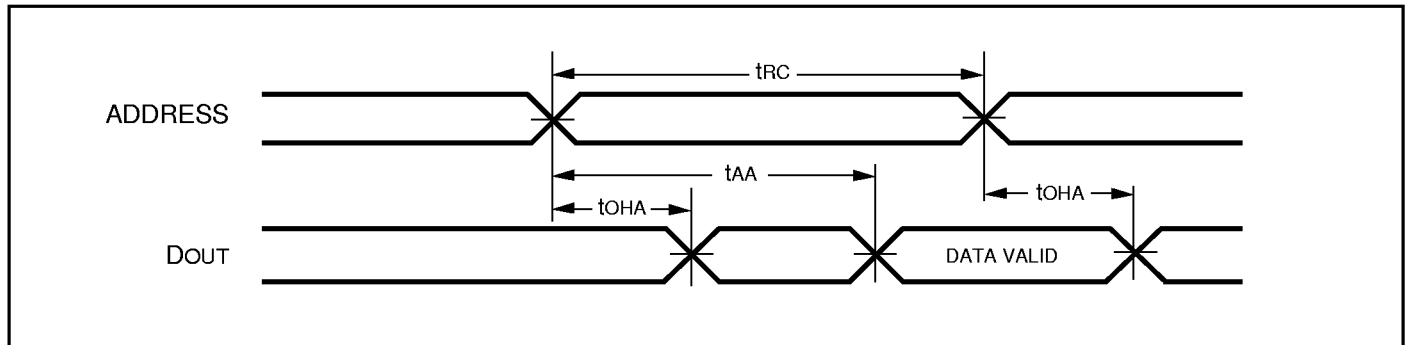 tRC
ADDRESS
tAA
tOHA
tOHA
DOUT
DATA VALID